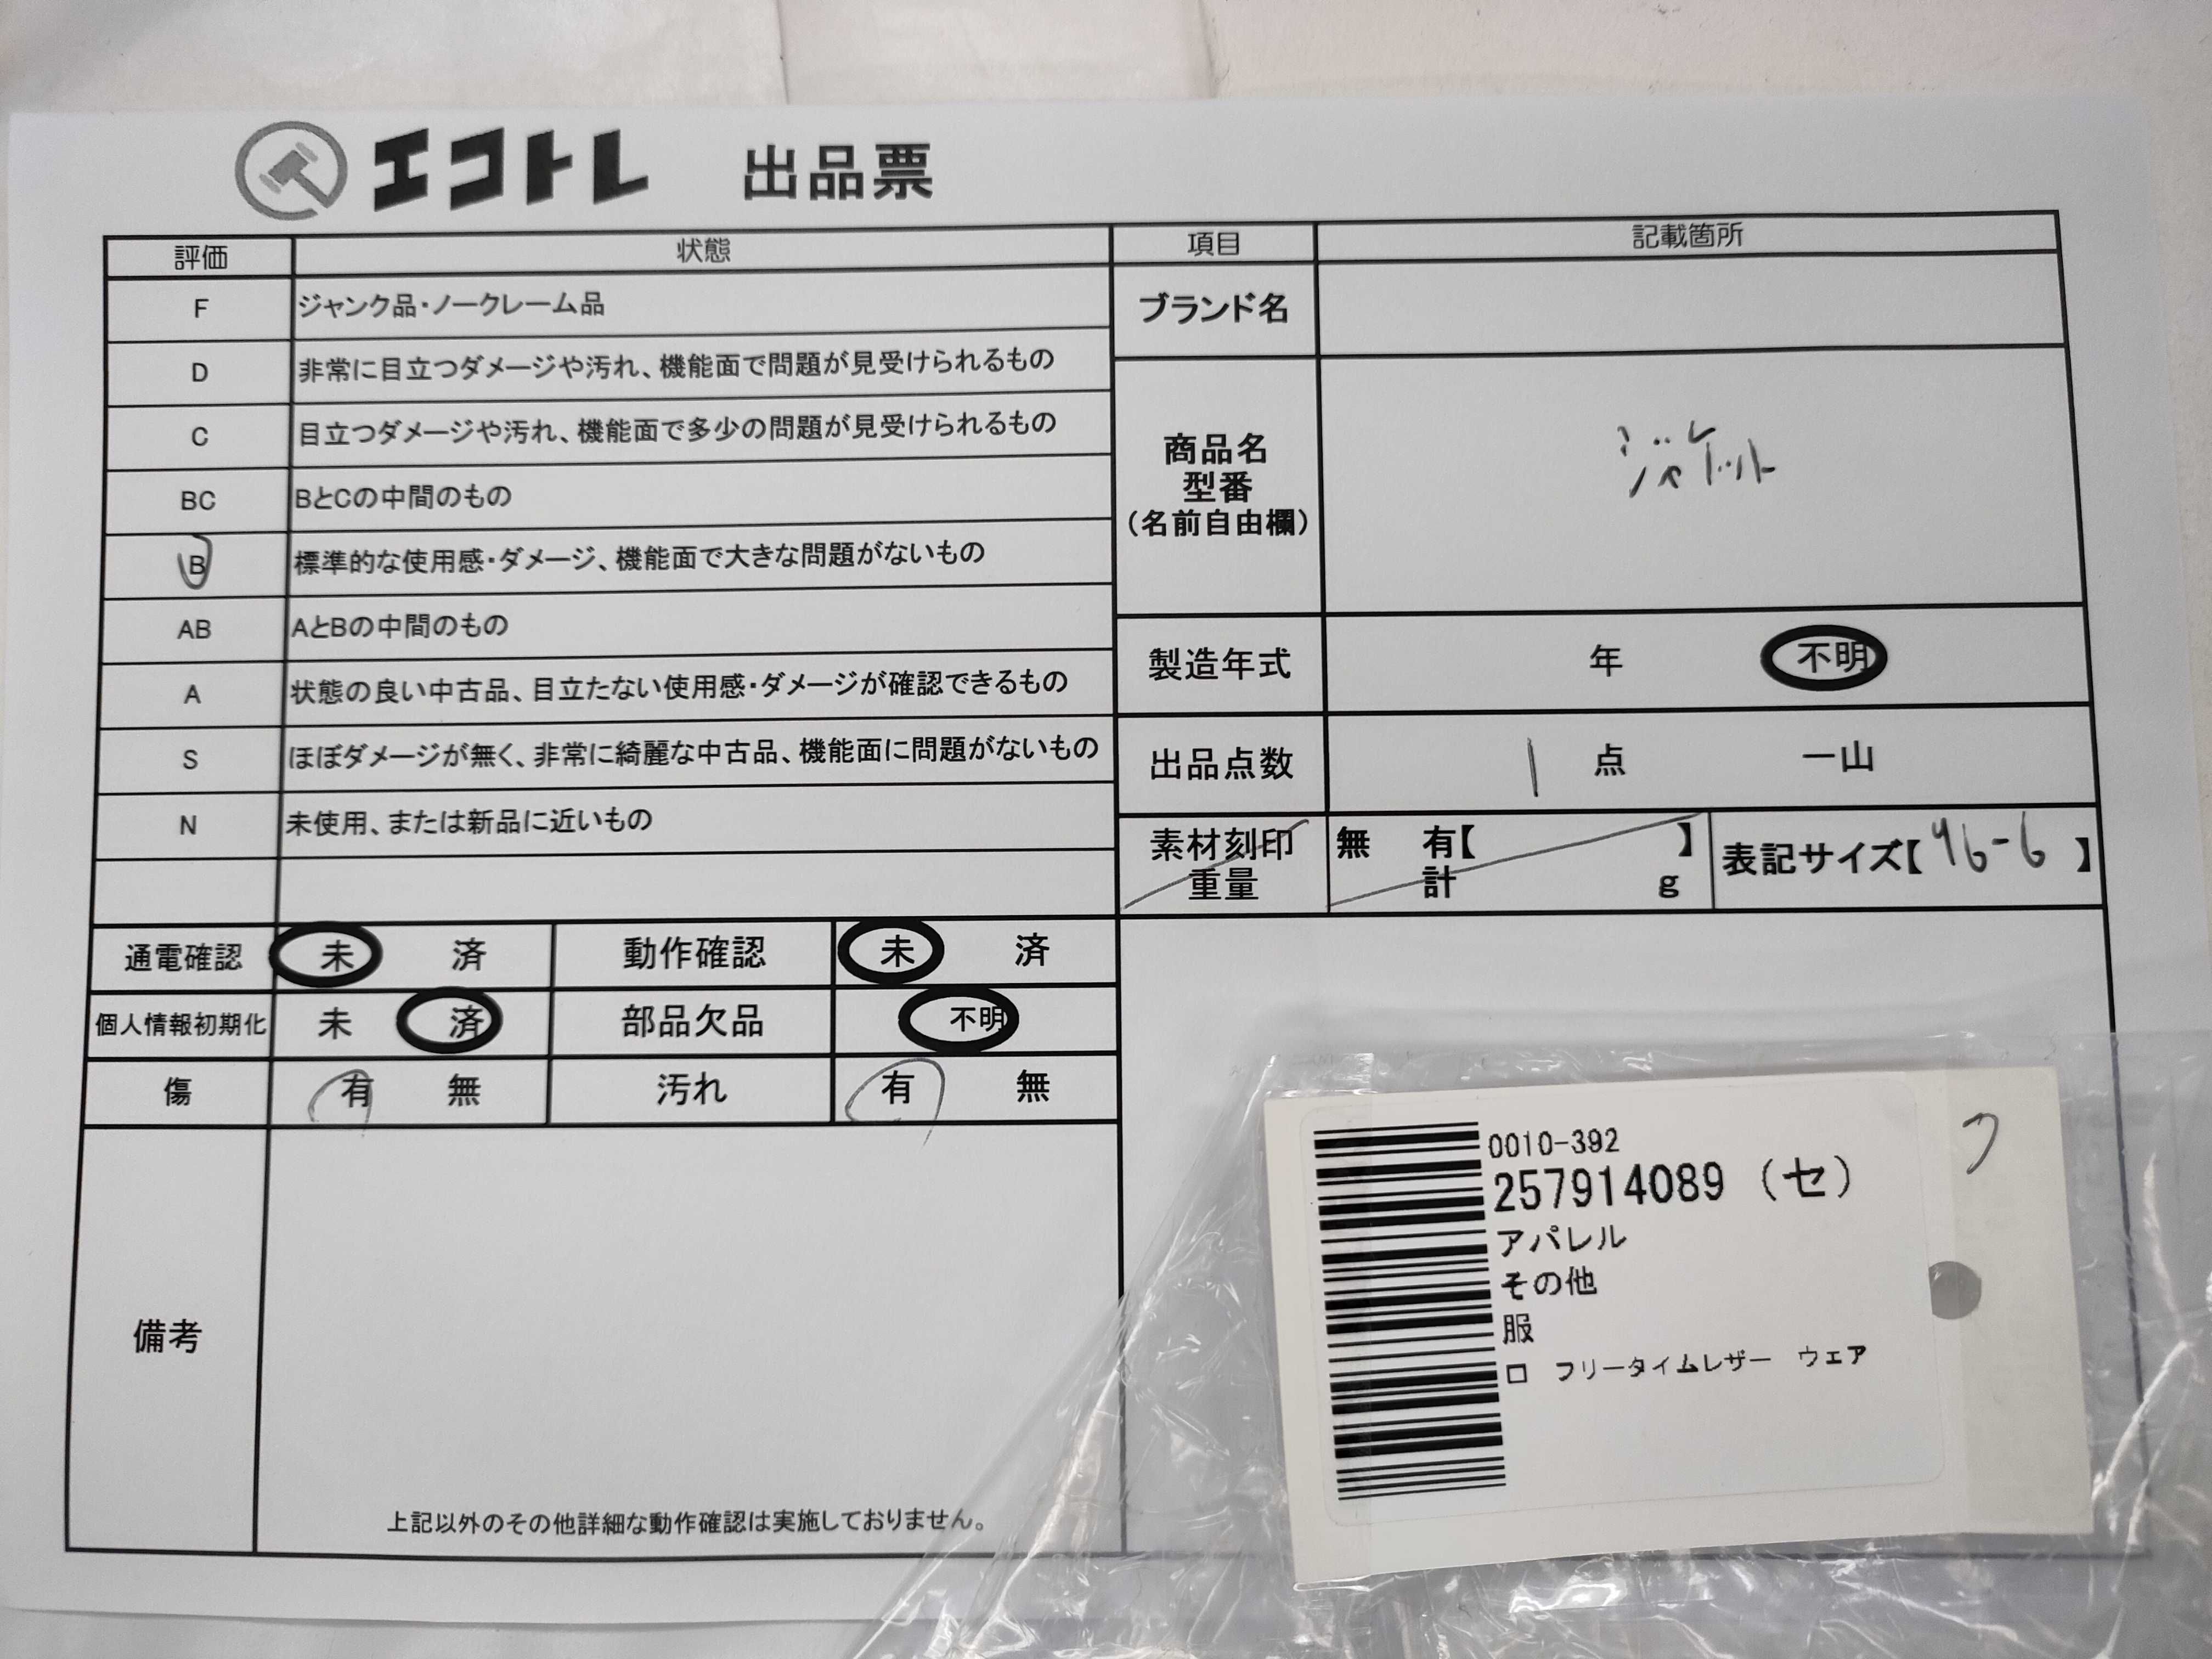 エコトレ 出品票
評価 状態
F ジャンク品・ノークレーム品
D 非常に目立つダメージや汚れ、機能面で問題が見受けられるもの
C 目立つダメージや汚れ、機能面で多少の問題が見受けられるもの
BC BとCの中間のもの
B 標準的な使用感・ダメージ、機能面で大きな問題がないもの
AB AとBの中間のもの
A 状態の良い中古品、目立たない使用感・ダメージが確認できるもの
S ほぼダメージが無く、非常に綺麗な中古品、機能面に問題がないもの
N 未使用、または新品に近いもの
項目 記載箇所
ブランド名
商品名
型番
（名前自由欄）
ジャケット
製造年式 年 不明
出品点数 1 点 一山
素材刻印 無 有【 】
重量 計 g
表記サイズ【96-6】
通電確認 未 済 動作確認 未 済
個人情報初期化 未 済 部品欠品 不明
傷 有 無 汚れ 有 無
備考
上記以外のその他詳細な動作確認は実施しておりません。
0010-392
257914089（セ）
アパレル
その他
服
ロ フリータイムレザー ウェア